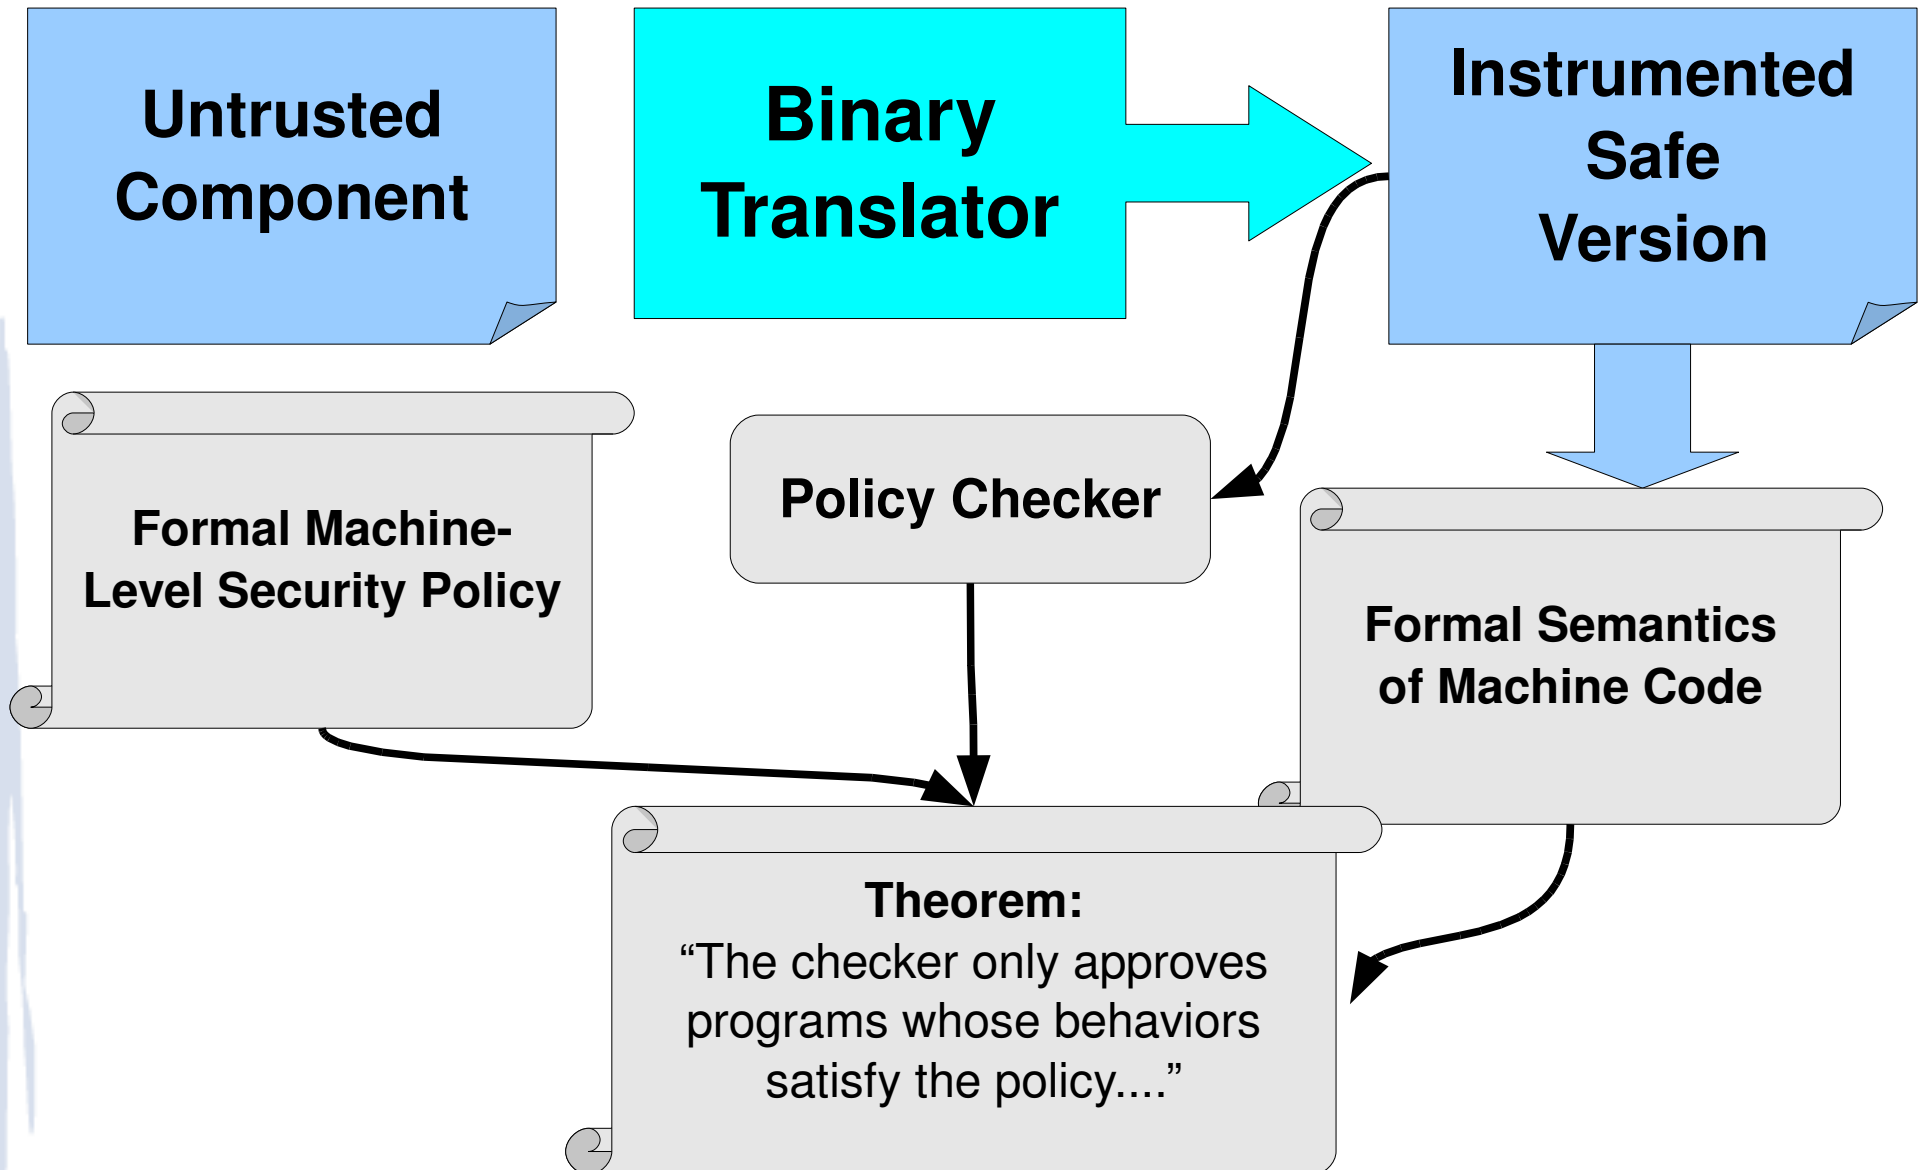 Untrusted
Component
Binary
Translator
Instrumented
Safe
Version
Formal Machine-
Level Security Policy
Policy Checker
Formal Semantics
of Machine Code
Theorem:
“The checker only approves
programs whose behaviors
satisfy the policy....”